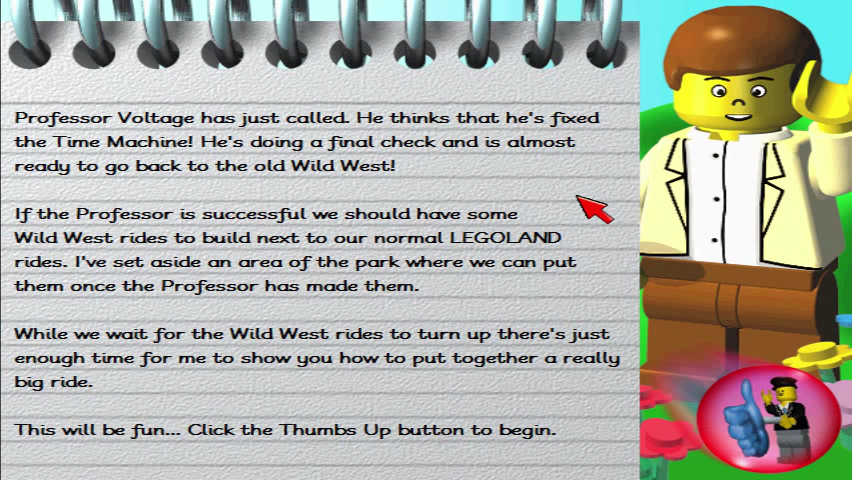 Professor Voltage has just called. He thinks that he's fixed
the Time Machine! He's doing a final check and is almost
ready to go back to the old Wild West!
If the Professor is successful we should have some
Wild West rides to build next to our normal LEGOLAND
rides. I've set aside an area of the park where we can put
them once the Professor has made them.
While we wait for the Wild West rides to turn up there's just
enough time for me to show you how to put together a really
big ride.
This will be fun... Click the Thumbs Up button to begin.